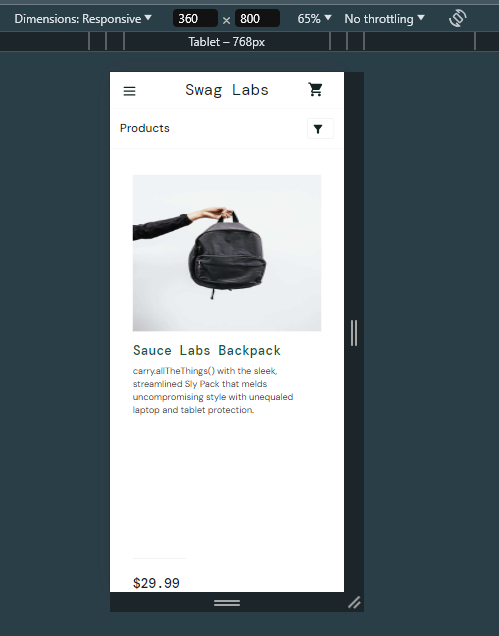 Dimensions: Responsive 360 × 800 65% No throttling
Tablet – 768px
Swag Labs
Products
Sauce Labs Backpack
carry.allTheThings() with the sleek,
streamlined Sly Pack that melds
uncompromising style with unequaled
laptop and tablet protection.
$29.99